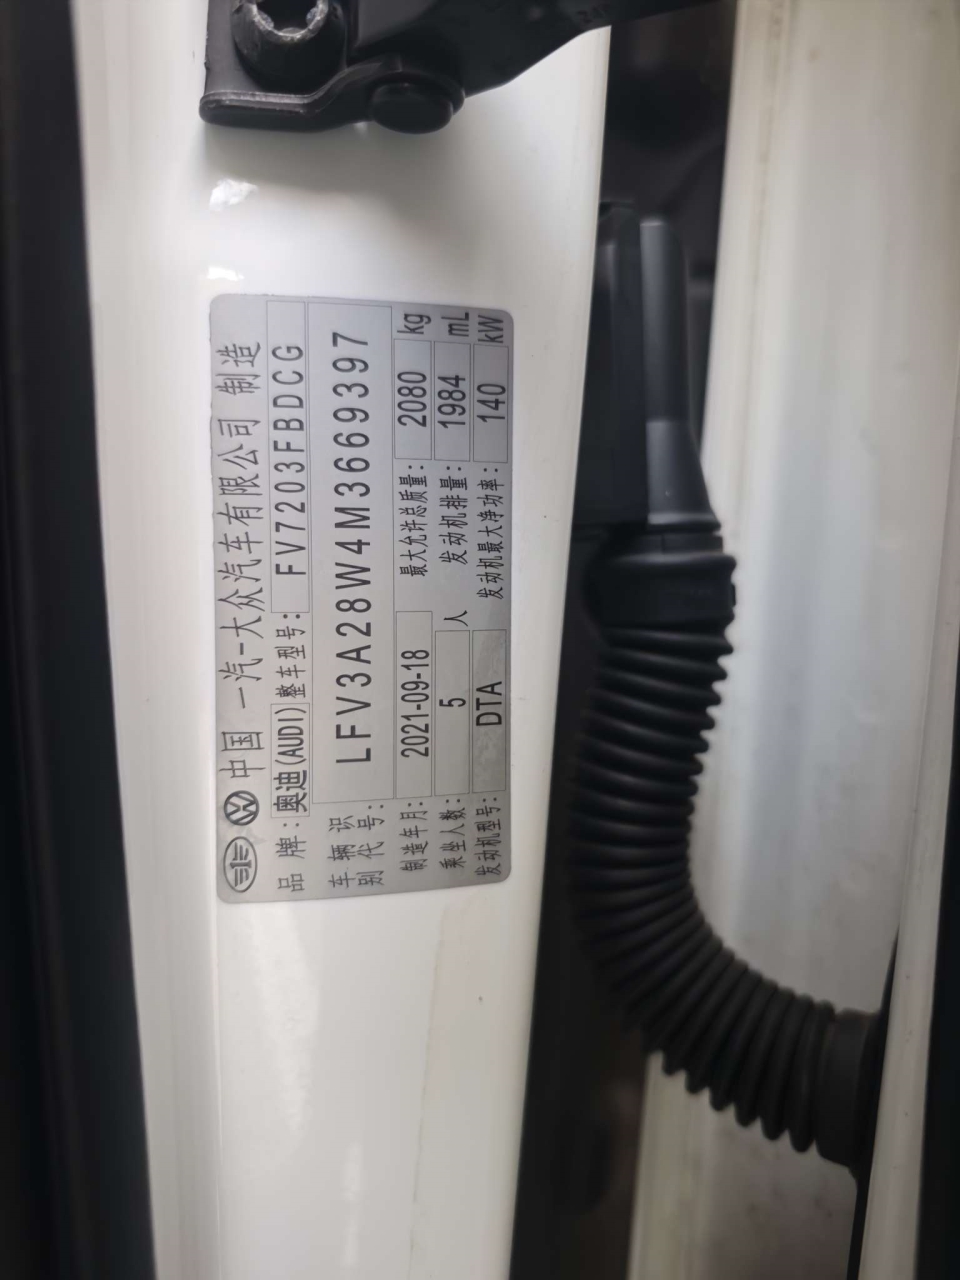 中国 一汽-大众汽车有限公司 制造
品牌: 奥迪(AUDI) 整车型号: FV7203FBDCG
车辆识别代号: LFV3A28W4M3669397
制造年月: 2021-09-18 最大允许总质量: 2080 kg
乘坐人数: 5 人 发动机排量: 1984 mL
发动机型号: DTA 发动机最大净功率: 140 kW